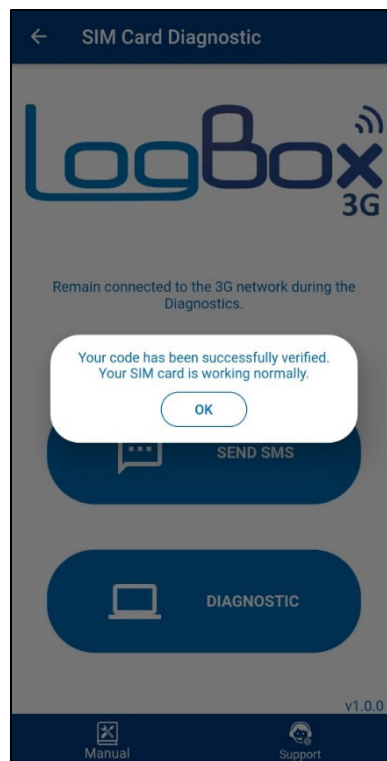 SIM Card Diagnostic
LogBox
3G
Remain connected to the 3G network during the
Diagnostics.
Your code has been successfully verified.
Your SIM card is working normally.
OK
SEND SMS
DIAGNOSTIC
v1.0.0
Manual
Support